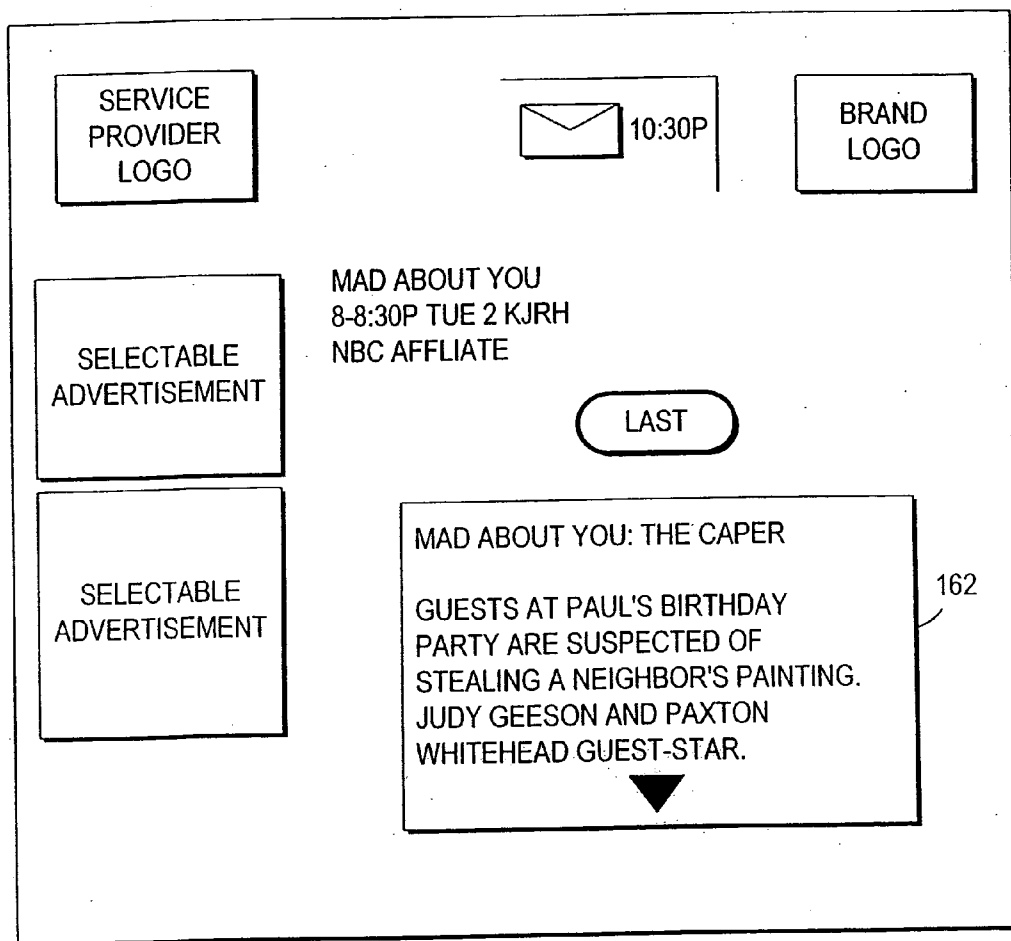 SERVICE
PROVIDER
LOGO
10:30P
BRAND
LOGO
MAD ABOUT YOU
8-8:30P TUE 2 KJRH
NBC AFFLIATE
SELECTABLE
ADVERTISEMENT
LAST
SELECTABLE
ADVERTISEMENT
MAD ABOUT YOU: THE CAPER
GUESTS AT PAUL'S BIRTHDAY
PARTY ARE SUSPECTED OF
STEALING A NEIGHBOR'S PAINTING.
JUDY GEESON AND PAXTON
WHITEHEAD GUEST-STAR.
162